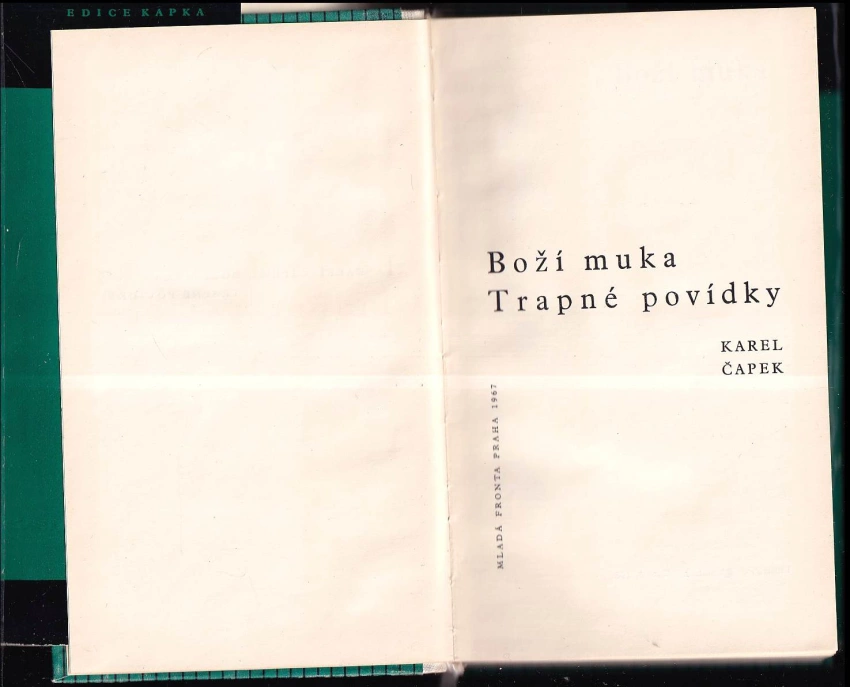 EDICE KAPKA
Boží muka
Trapné povídky
KAREL
ČAPEK
MLADÁ FRONTA PRAHA 1967